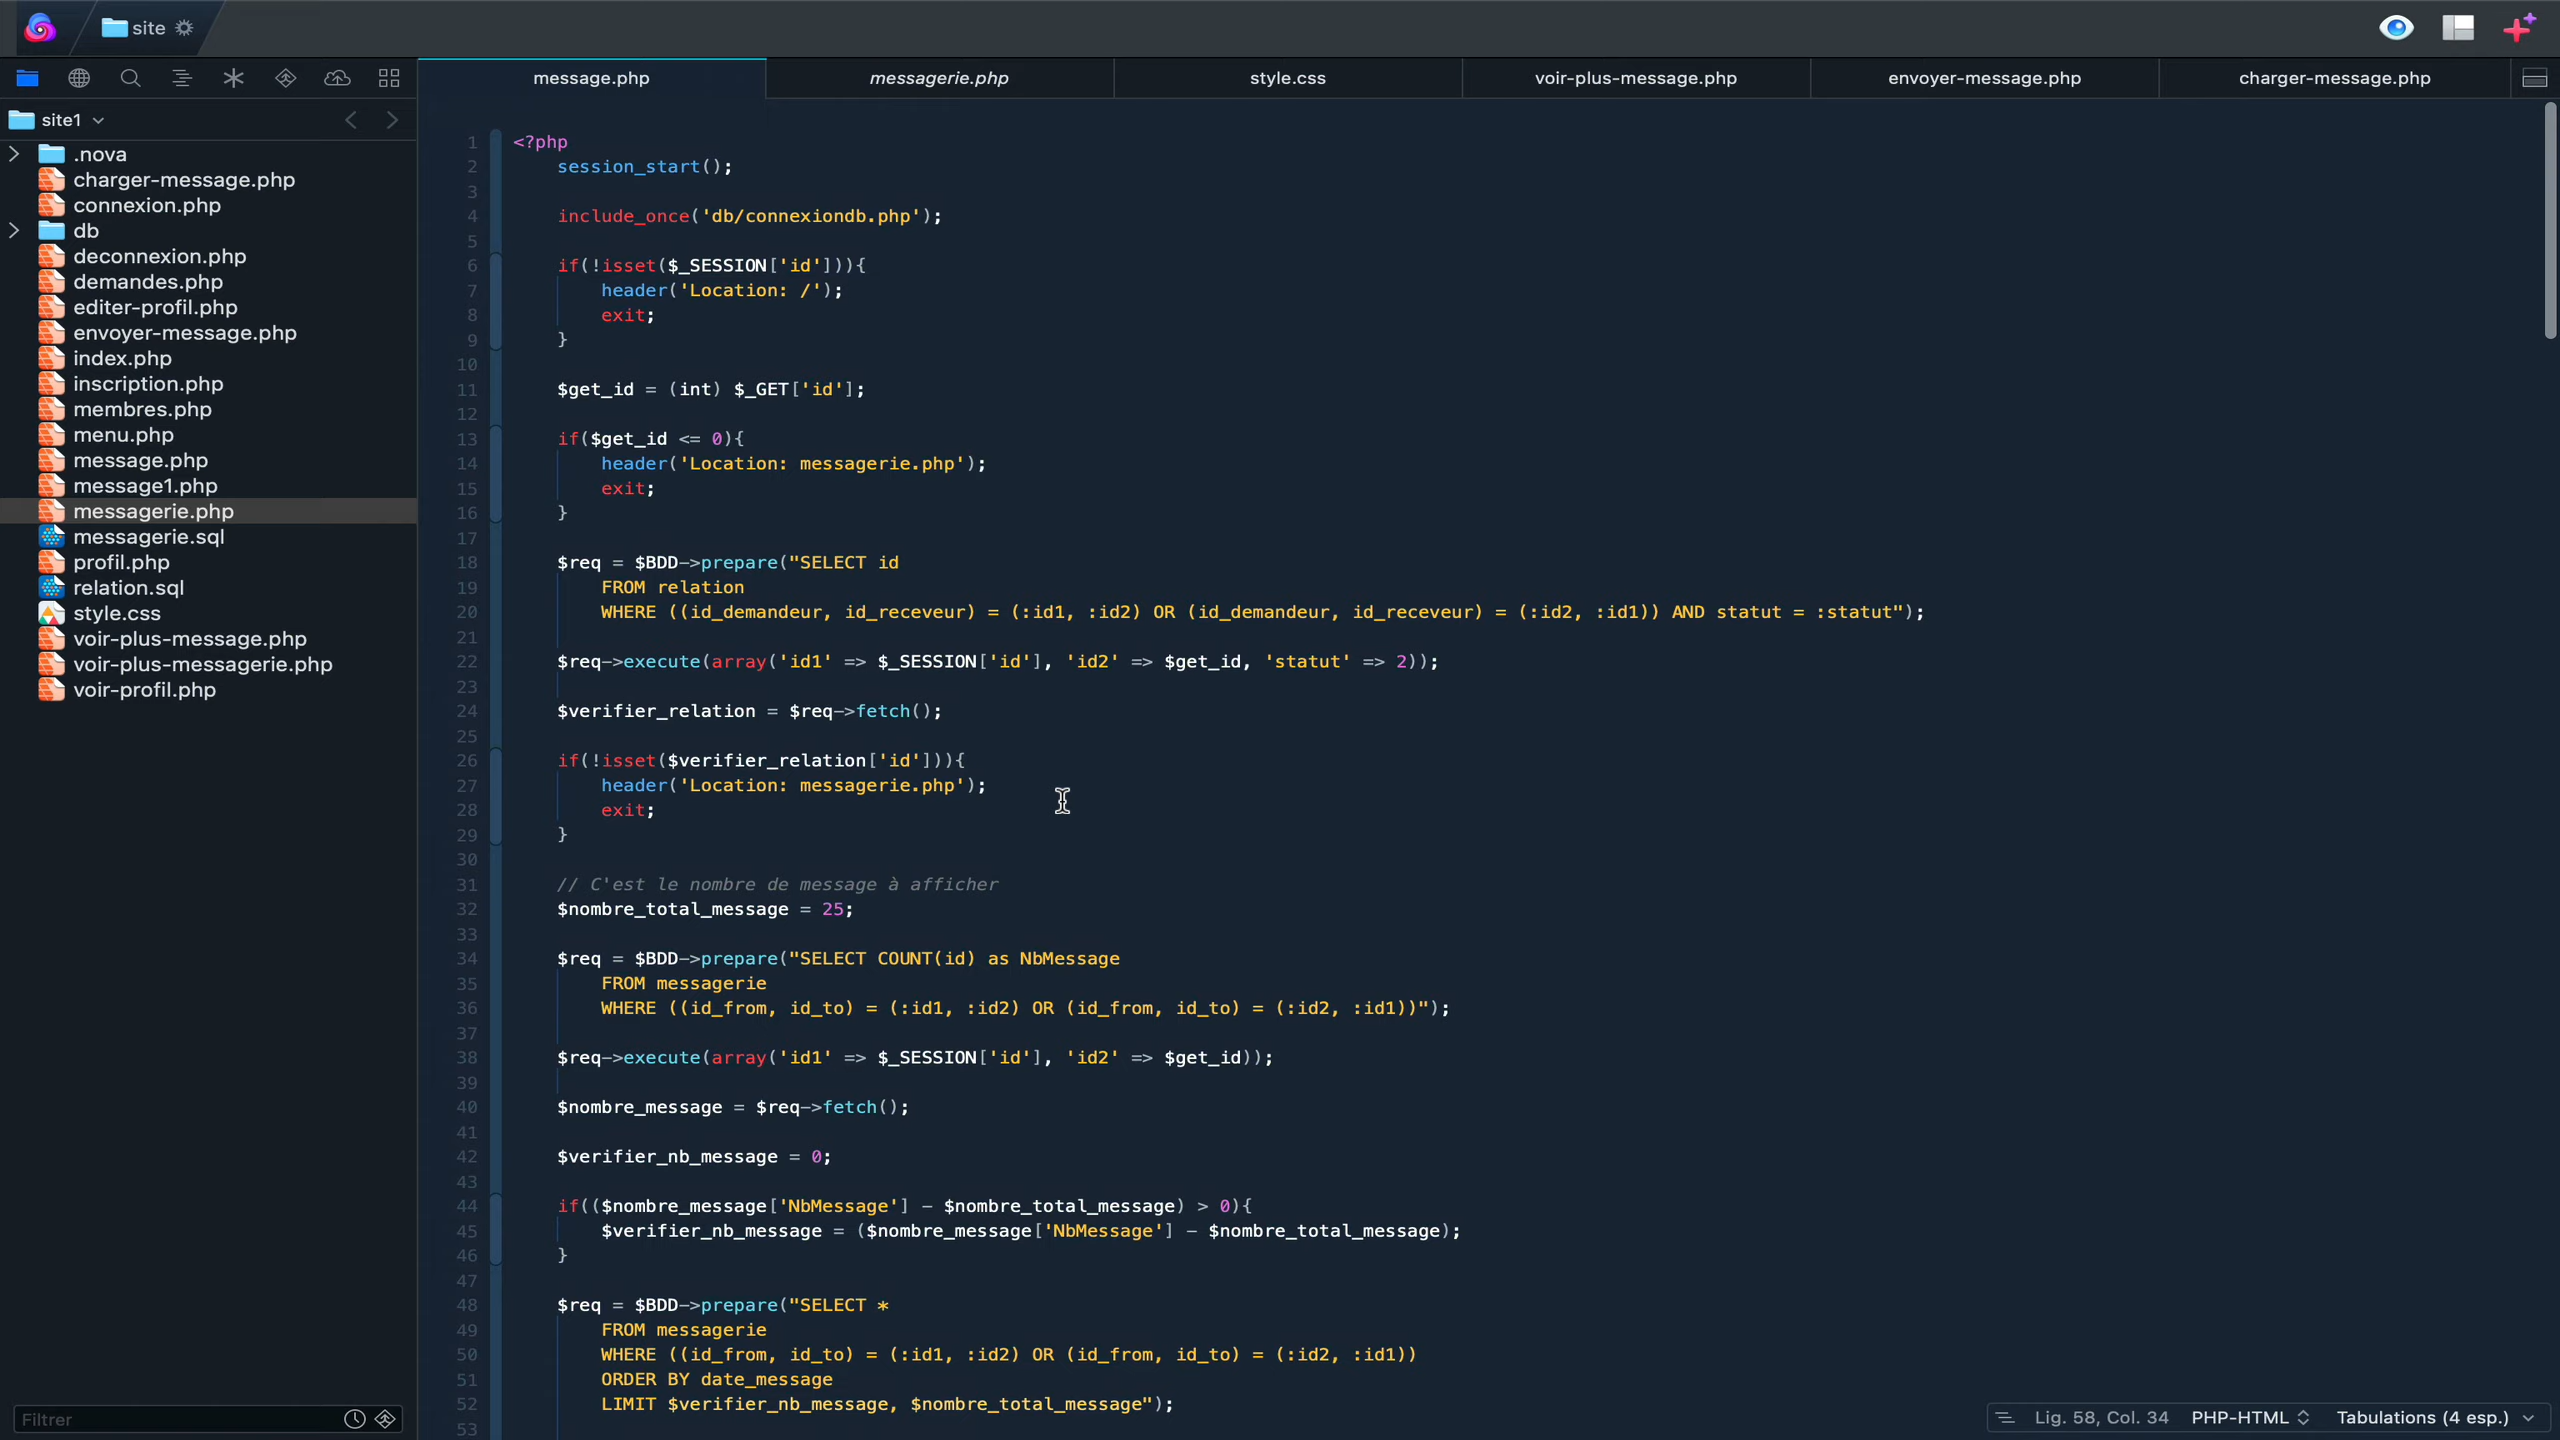 site
message.php
messagerie.php
style.css
voir-plus-message.php
envoyer-message.php
charger-message.php
site1
.nova
charger-message.php
connexion.php
db
deconnexion.php
demandes.php
editer-profil.php
envoyer-message.php
index.php
inscription.php
membres.php
menu.php
message.php
message1.php
messagerie.php
messagerie.sql
profil.php
relation.sql
style.css
voir-plus-message.php
voir-plus-messagerie.php
voir-profil.php
Filtrer
1 <?php
2 session_start();
3
4 include_once('db/connexiondb.php');
5
6 if(!isset($_SESSION['id'])){
7 header('Location: /');
8 exit;
9 }
10
11 $get_id = (int) $_GET['id'];
12
13 if($get_id <= 0){
14 header('Location: messagerie.php');
15 exit;
16 }
17
18 $req = $BDD->prepare("SELECT id
19 FROM relation
20 WHERE ((id_demandeur, id_receveur) = (:id1, :id2) OR (id_demandeur, id_receveur) = (:id2, :id1)) AND statut = :statut");
21
22 $req->execute(array('id1' => $_SESSION['id'], 'id2' => $get_id, 'statut' => 2));
23
24 $verifier_relation = $req->fetch();
25
26 if(!isset($verifier_relation['id'])){
27 header('Location: messagerie.php');
28 exit;
29 }
30
31 // C'est le nombre de message à afficher
32 $nombre_total_message = 25;
33
34 $req = $BDD->prepare("SELECT COUNT(id) as NbMessage
35 FROM messagerie
36 WHERE ((id_from, id_to) = (:id1, :id2) OR (id_from, id_to) = (:id2, :id1))");
37
38 $req->execute(array('id1' => $_SESSION['id'], 'id2' => $get_id));
39
40 $nombre_message = $req->fetch();
41
42 $verifier_nb_message = 0;
43
44 if(($nombre_message['NbMessage'] - $nombre_total_message) > 0){
45 $verifier_nb_message = ($nombre_message['NbMessage'] - $nombre_total_message);
46 }
47
48 $req = $BDD->prepare("SELECT *
49 FROM messagerie
50 WHERE ((id_from, id_to) = (:id1, :id2) OR (id_from, id_to) = (:id2, :id1))
51 ORDER BY date_message
52 LIMIT $verifier_nb_message, $nombre_total_message");
53
Lig. 58, Col. 34 PHP-HTML Tabulations (4 esp.)